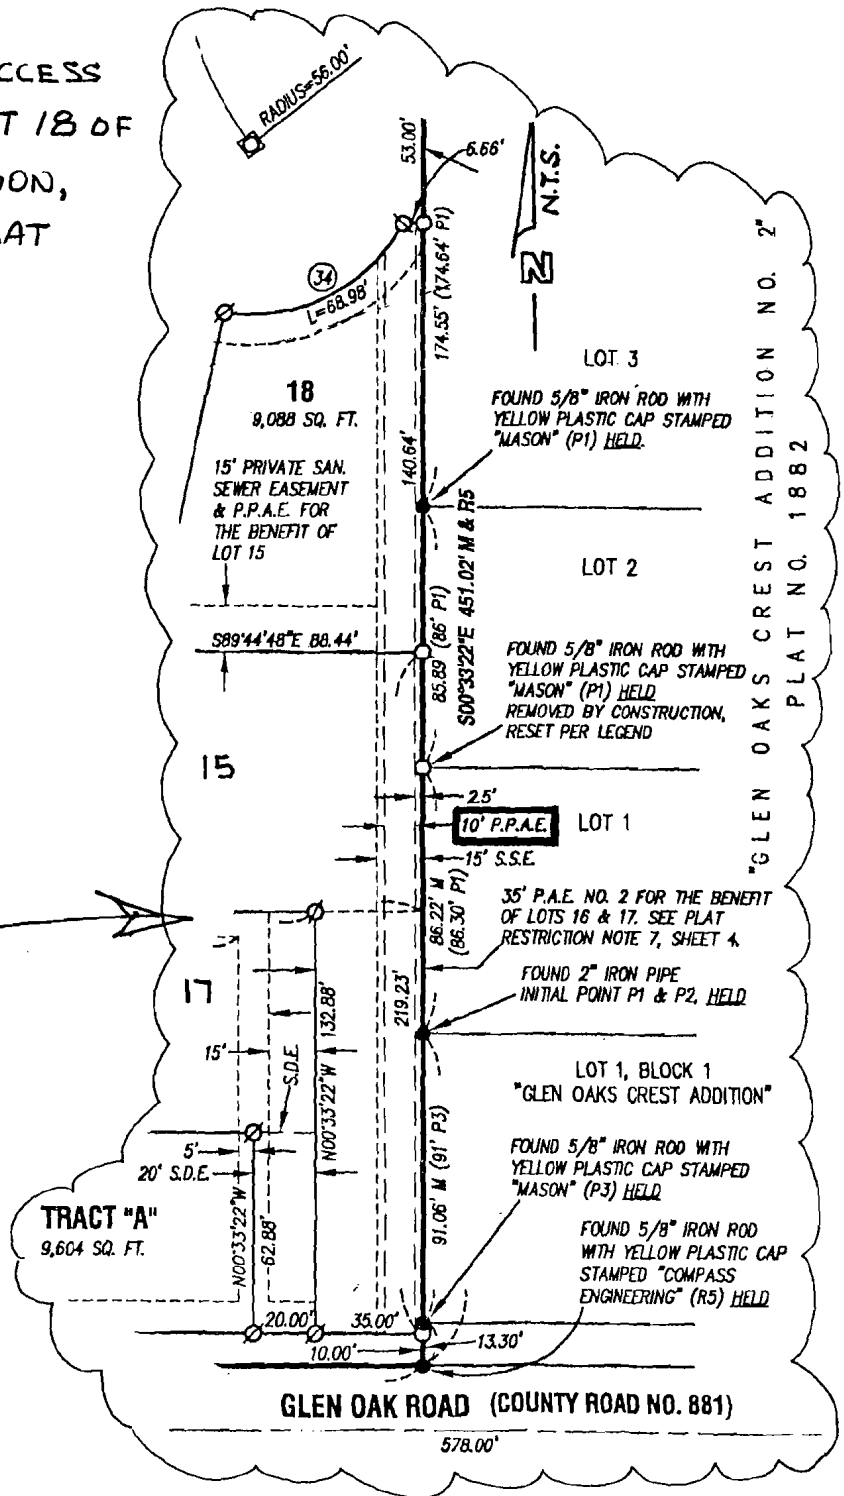 CCESS
T 18 OF
ION,
AT
RADIUS=56.00'
53.00'
6.66'
N.T.S.
N
34
L=68.98'
174.55' (174.64' P1)
18
9,088 SQ. FT.
LOT 3
FOUND 5/8" IRON ROD WITH
YELLOW PLASTIC CAP STAMPED
"MASON" (P1) HELD.
"GLEN OAKS CREST ADDITION NO. 2"
PLAT NO. 1882
140.64'
15' PRIVATE SAN.
SEWER EASEMENT
& P.P.A.E. FOR
THE BENEFIT OF
LOT 15
S00°33'22"E 451.02' M & R5
LOT 2
S89°44'48"E 88.44'
85.89 (86' P1)
FOUND 5/8" IRON ROD WITH
YELLOW PLASTIC CAP STAMPED
"MASON" (P1) HELD
REMOVED BY CONSTRUCTION,
RESET PER LEGEND
15
2.5'
10' P.P.A.E.
LOT 1
15' S.S.E.
86.22' M
(86.30' P1)
35' P.A.E. NO. 2 FOR THE BENEFIT
OF LOTS 16 & 17. SEE PLAT
RESTRICTION NOTE 7, SHEET 4.
17
219.23'
FOUND 2" IRON PIPE
INITIAL POINT P1 & P2, HELD
N00°33'22"W 132.88'
15'
S.D.E.
LOT 1, BLOCK 1
"GLEN OAKS CREST ADDITION"
5'
20' S.D.E.
91.06' M (91' P3)
FOUND 5/8" IRON ROD WITH
YELLOW PLASTIC CAP STAMPED
"MASON" (P3) HELD
TRACT "A"
9,604 SQ. FT.
N00°33'22"W
62.88'
FOUND 5/8" IRON ROD
WITH YELLOW PLASTIC CAP
STAMPED "COMPASS
ENGINEERING" (R5) HELD
20.00'
35.00'
10.00'
13.30'
GLEN OAK ROAD (COUNTY ROAD NO. 881)
578.00'